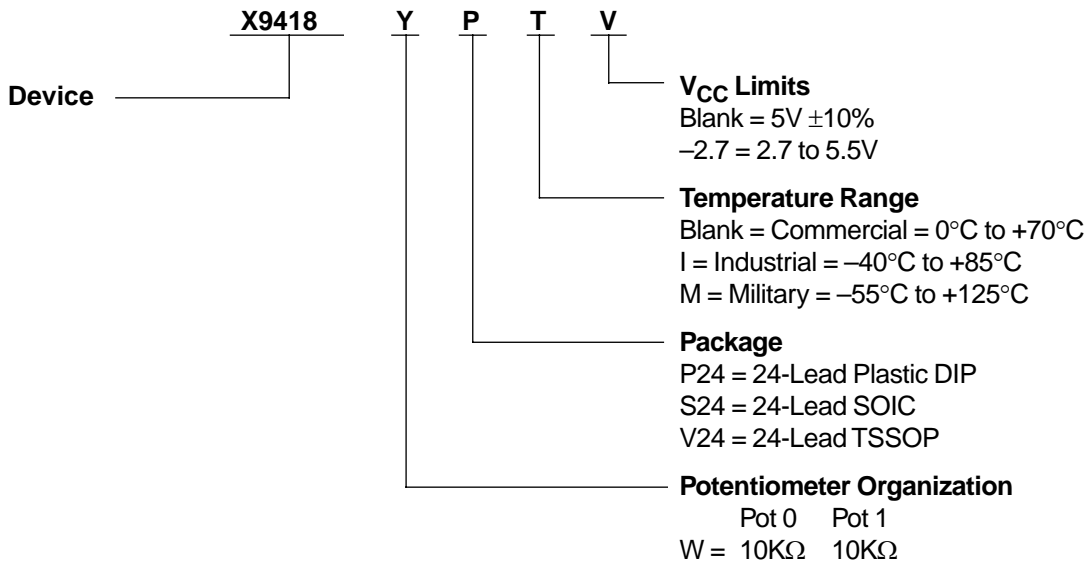 X9418 Y P T V
Device
VCC Limits
Blank = 5V ±10%
–2.7 = 2.7 to 5.5V
Temperature Range
Blank = Commercial = 0°C to +70°C
I = Industrial = –40°C to +85°C
M = Military = –55°C to +125°C
Package
P24 = 24-Lead Plastic DIP
S24 = 24-Lead SOIC
V24 = 24-Lead TSSOP
Potentiometer Organization
Pot 0 Pot 1
W = 10KΩ 10KΩ